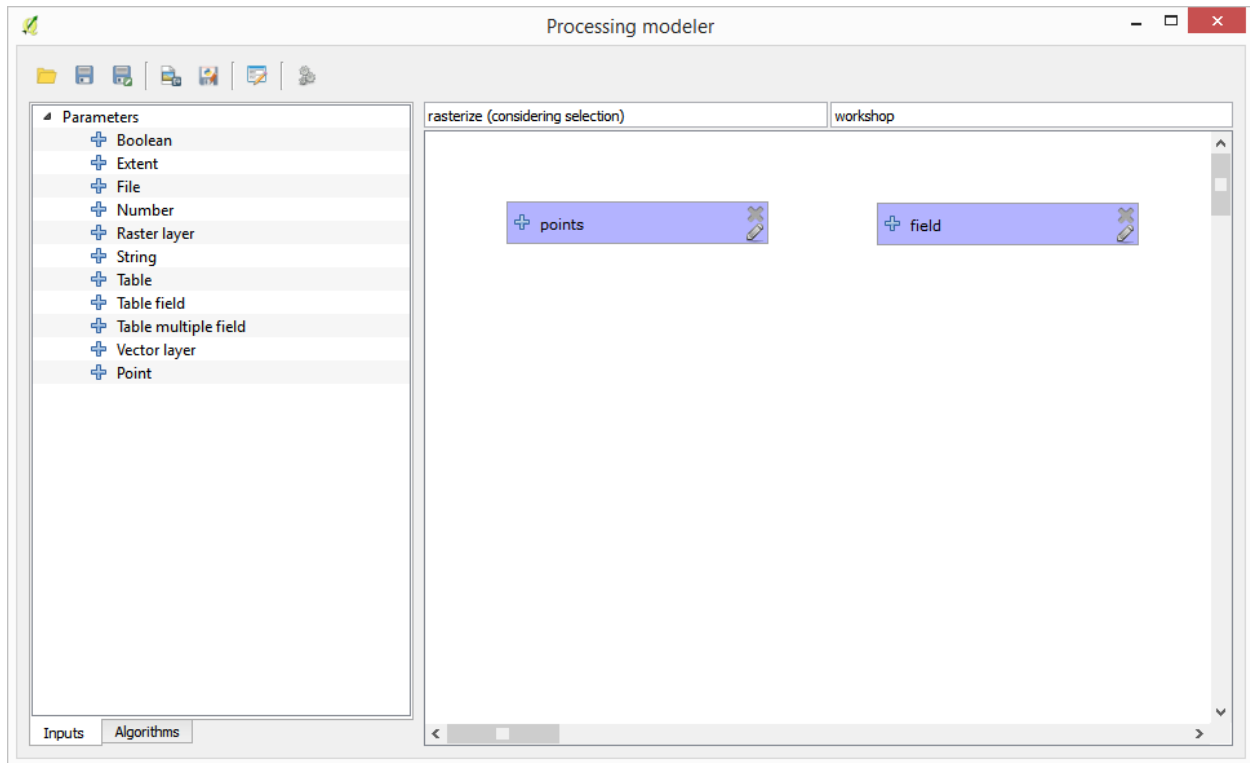 Processing modeler
Parameters
Boolean
Extent
File
Number
Raster layer
String
Table
Table field
Table multiple field
Vector layer
Point
Inputs
Algorithms
rasterize (considering selection)
workshop
points
field